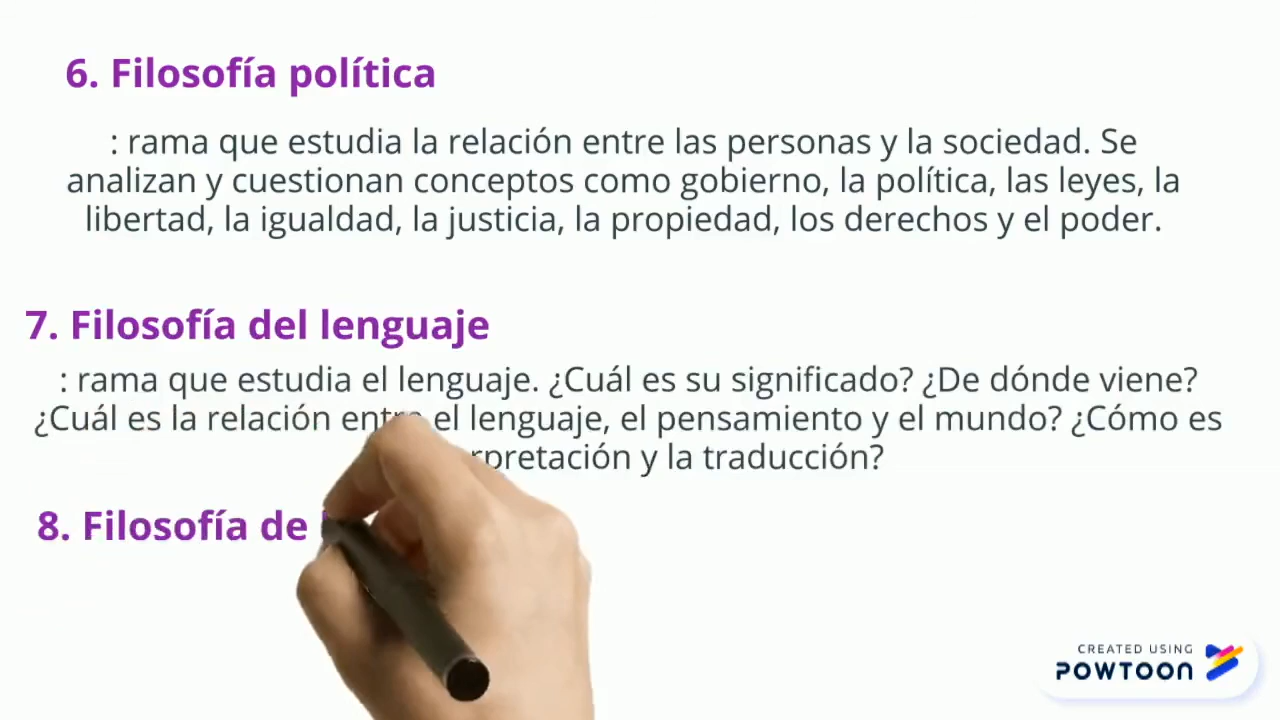 6. Filosofía política
: rama que estudia la relación entre las personas y la sociedad. Se
analizan y cuestionan conceptos como gobierno, la política, las leyes, la
libertad, la igualdad, la justicia, la propiedad, los derechos y el poder.
7. Filosofía del lenguaje
: rama que estudia el lenguaje. ¿Cuál es su significado? ¿De dónde viene?
¿Cuál es la relación entre el lenguaje, el pensamiento y el mundo? ¿Cómo es
y la traducción?
8. Filosofía de
CREATED USING
POWTOON